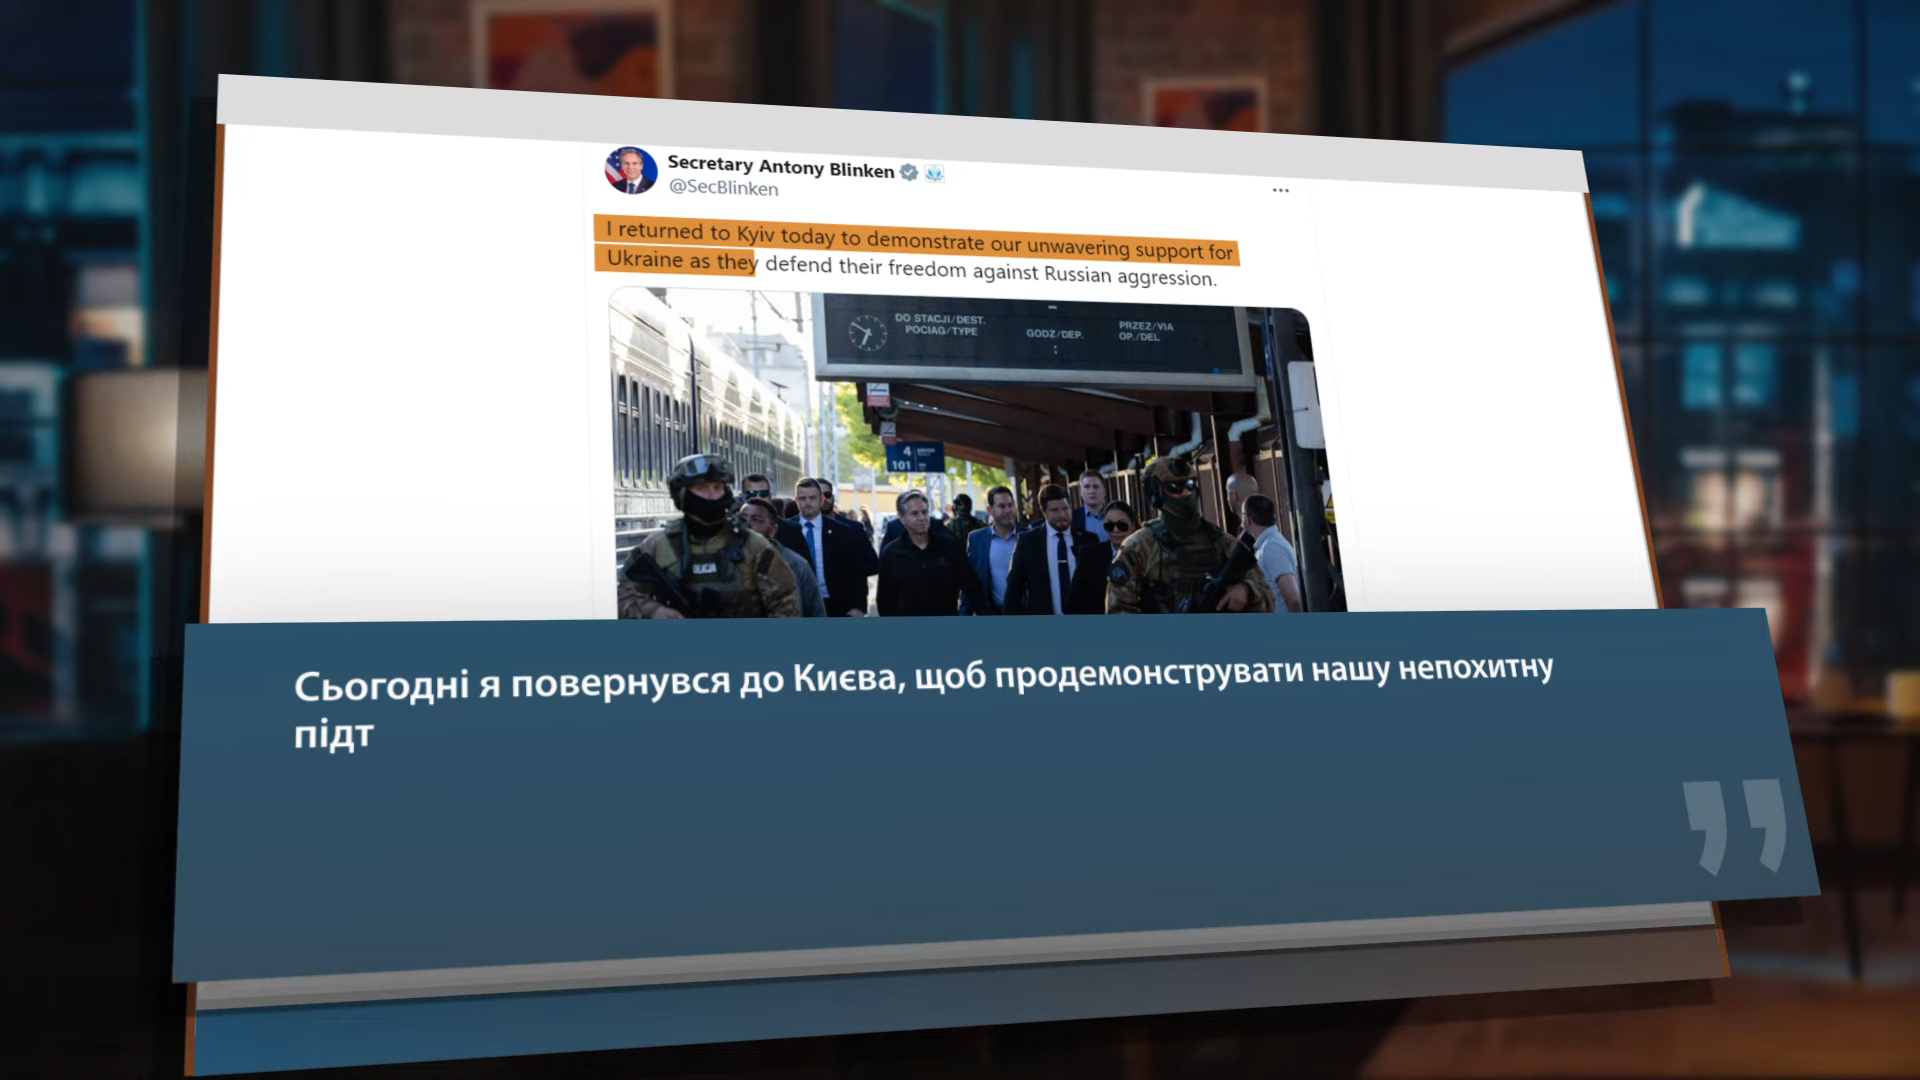 Secretary Antony Blinken
@SecBlinken
I returned to Kyiv today to demonstrate our unwavering support for
Ukraine as they defend their freedom against Russian aggression.
DO STACJI/DEST.
POCIĄG/TYPE
GODZ/DEP.
PRZEZ/VIA
OP./DEL
4
101
OLICJA
Сьогодні я повернувся до Києва, щоб продемонструвати нашу непохитну
підт